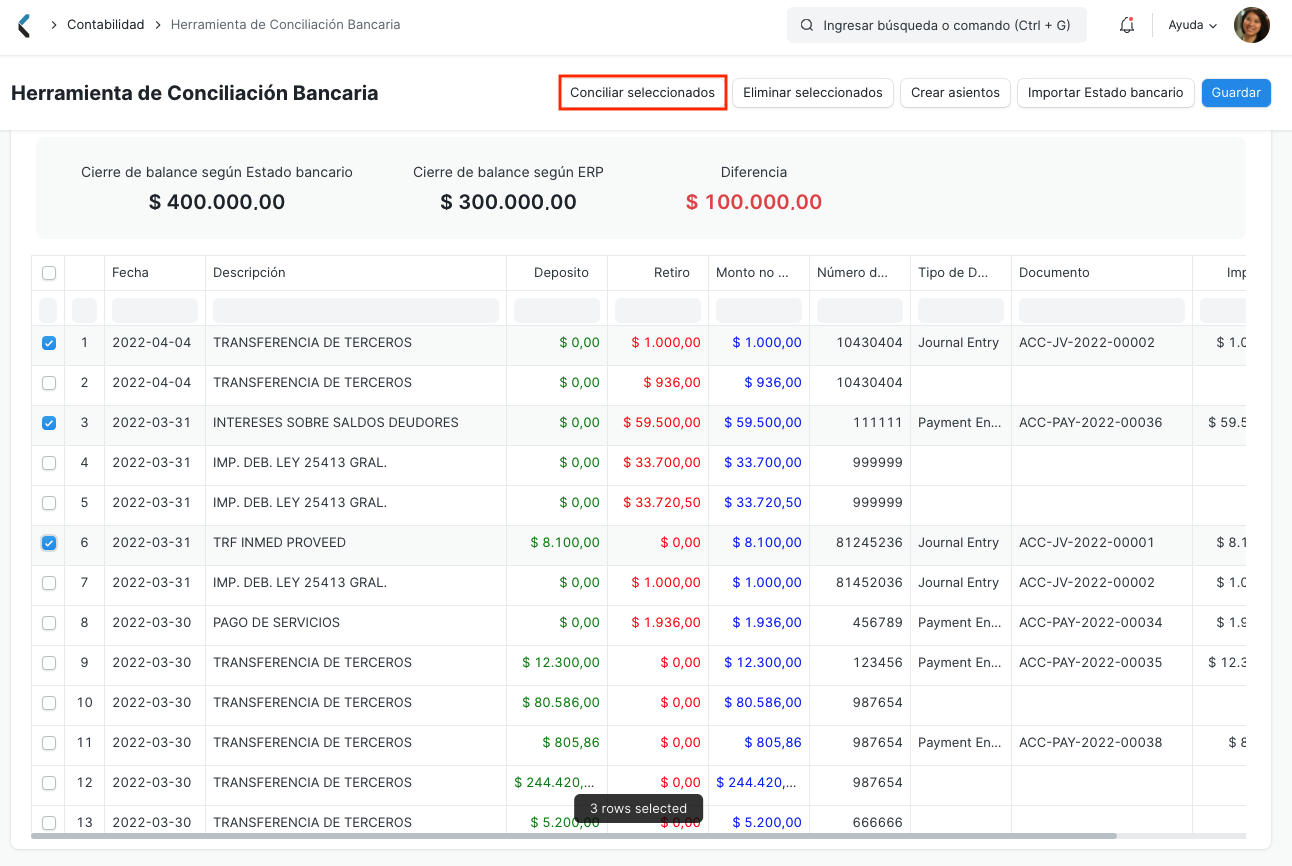 Contabilidad > Herramienta de Conciliación Bancaria
Ingresar búsqueda o comando (Ctrl + G)
Ayuda
Herramienta de Conciliación Bancaria
Conciliar seleccionados
Eliminar seleccionados
Crear asientos
Importar Estado bancario
Guardar
Cierre de balance según Estado bancario
$ 400.000,00
Cierre de balance según ERP
$ 300.000,00
Diferencia
$ 100.000,00
Fecha Descripción Deposito Retiro Monto no ... Número d... Tipo de D... Documento Imp
1 2022-04-04 TRANSFERENCIA DE TERCEROS $ 0,00 $ 1.000,00 $ 1.000,00 10430404 Journal Entry ACC-JV-2022-00002 $ 1.0
2 2022-04-04 TRANSFERENCIA DE TERCEROS $ 0,00 $ 936,00 $ 936,00 10430404
3 2022-03-31 INTERESES SOBRE SALDOS DEUDORES $ 0,00 $ 59.500,00 $ 59.500,00 111111 Payment En... ACC-PAY-2022-00036 $ 59.5
4 2022-03-31 IMP. DEB. LEY 25413 GRAL. $ 0,00 $ 33.700,00 $ 33.700,00 999999
5 2022-03-31 IMP. DEB. LEY 25413 GRAL. $ 0,00 $ 33.720,50 $ 33.720,50 999999
6 2022-03-31 TRF INMED PROVEED $ 8.100,00 $ 0,00 $ 8.100,00 81245236 Journal Entry ACC-JV-2022-00001 $ 8.1
7 2022-03-31 IMP. DEB. LEY 25413 GRAL. $ 0,00 $ 1.000,00 $ 1.000,00 81452036 Journal Entry ACC-JV-2022-00002 $ 1.0
8 2022-03-30 PAGO DE SERVICIOS $ 0,00 $ 1.936,00 $ 1.936,00 456789 Payment En... ACC-PAY-2022-00034 $ 1.9
9 2022-03-30 TRANSFERENCIA DE TERCEROS $ 12.300,00 $ 0,00 $ 12.300,00 123456 Payment En... ACC-PAY-2022-00035 $ 12.3
10 2022-03-30 TRANSFERENCIA DE TERCEROS $ 80.586,00 $ 0,00 $ 80.586,00 987654
11 2022-03-30 TRANSFERENCIA DE TERCEROS $ 805,86 $ 0,00 $ 805,86 987654 Payment En... ACC-PAY-2022-00038 $ 8
12 2022-03-30 TRANSFERENCIA DE TERCEROS $ 244.420,... $ 0,00 $ 244.420,... 987654
13 2022-03-30 TRANSFERENCIA DE TERCEROS $ 5.200,00 $ 0,00 $ 5.200,00 666666
3 rows selected